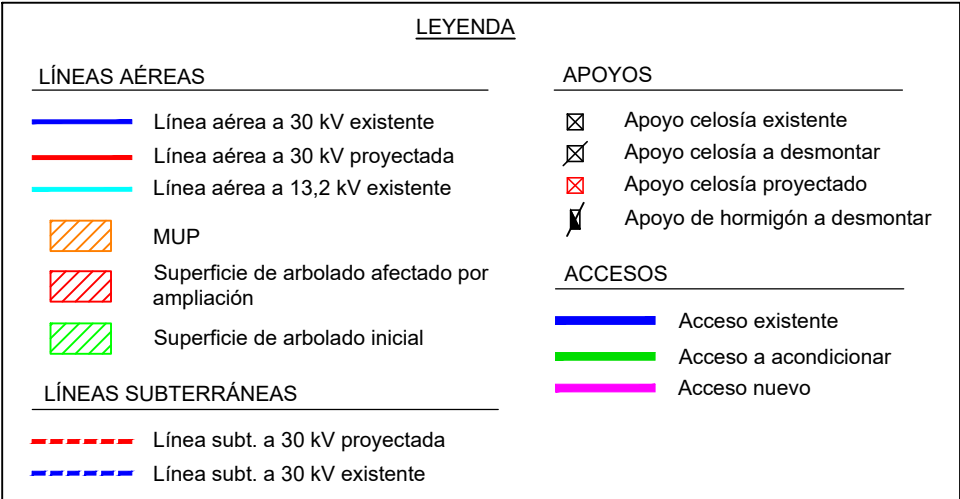 LEYENDA
LÍNEAS AÉREAS
Línea aérea a 30 kV existente
Línea aérea a 30 kV proyectada
Línea aérea a 13,2 kV existente
MUP
Superficie de arbolado afectado por
ampliación
Superficie de arbolado inicial
LÍNEAS SUBTERRÁNEAS
Línea subt. a 30 kV proyectada
Línea subt. a 30 kV existente
APOYOS
Apoyo celosía existente
Apoyo celosía a desmontar
Apoyo celosía proyectado
Apoyo de hormigón a desmontar
ACCESOS
Acceso existente
Acceso a acondicionar
Acceso nuevo